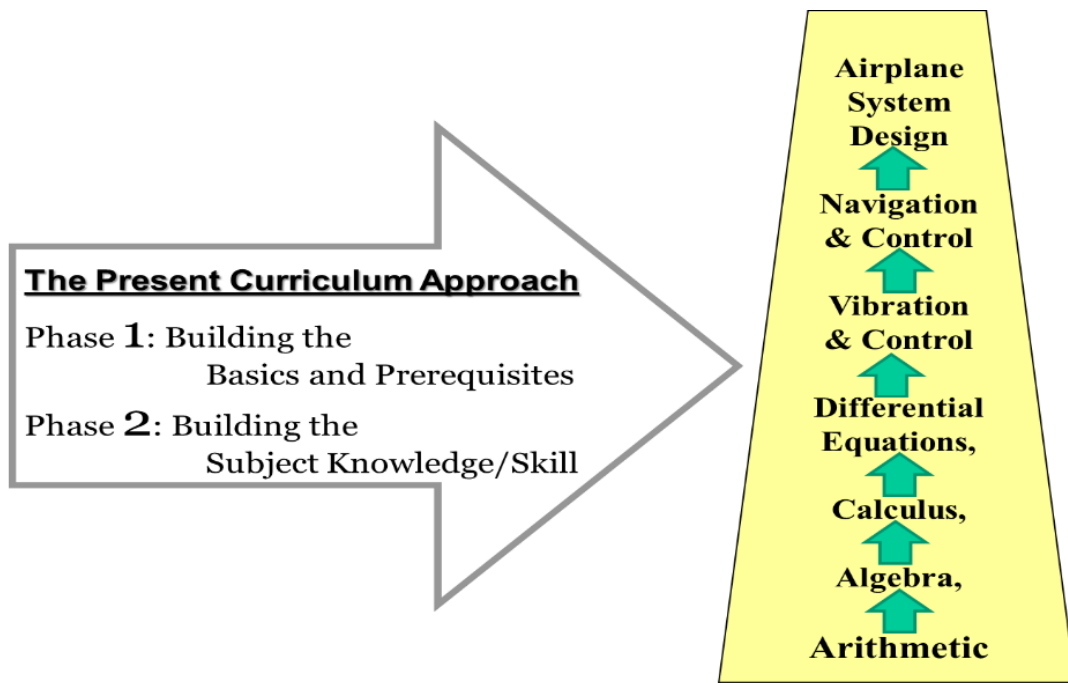 The Present Curriculum Approach
Phase 1: Building the
Basics and Prerequisites
Phase 2: Building the
Subject Knowledge/Skill
Airplane
System
Design
Navigation
& Control
Vibration
& Control
Differential
Equations,
Calculus,
Algebra,
Arithmetic